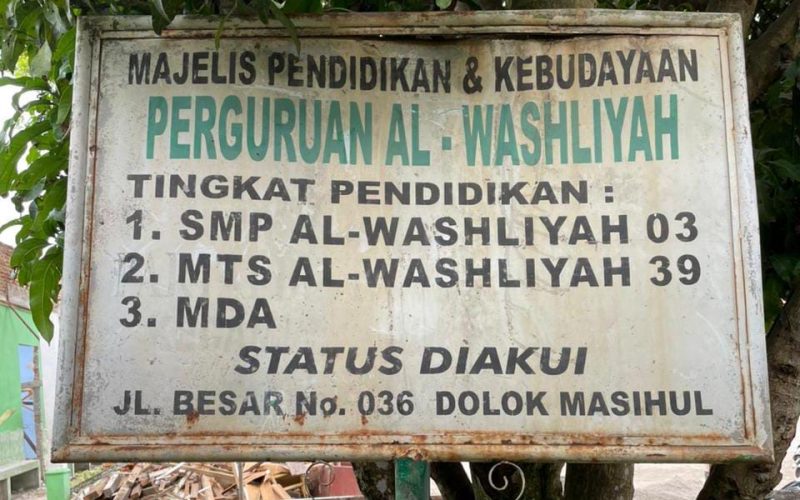 MAJELIS PENDIDIKAN & KEBUDAYAAN
PERGURUAN AL - WASHLIYAH
TINGKAT PENDIDIKAN :
1. SMP AL-WASHLIYAH 03
2. MTS AL-WASHLIYAH 39
3. MDA
STATUS DIAKUI
JL. BESAR No. 036 DOLOK MASIHUL